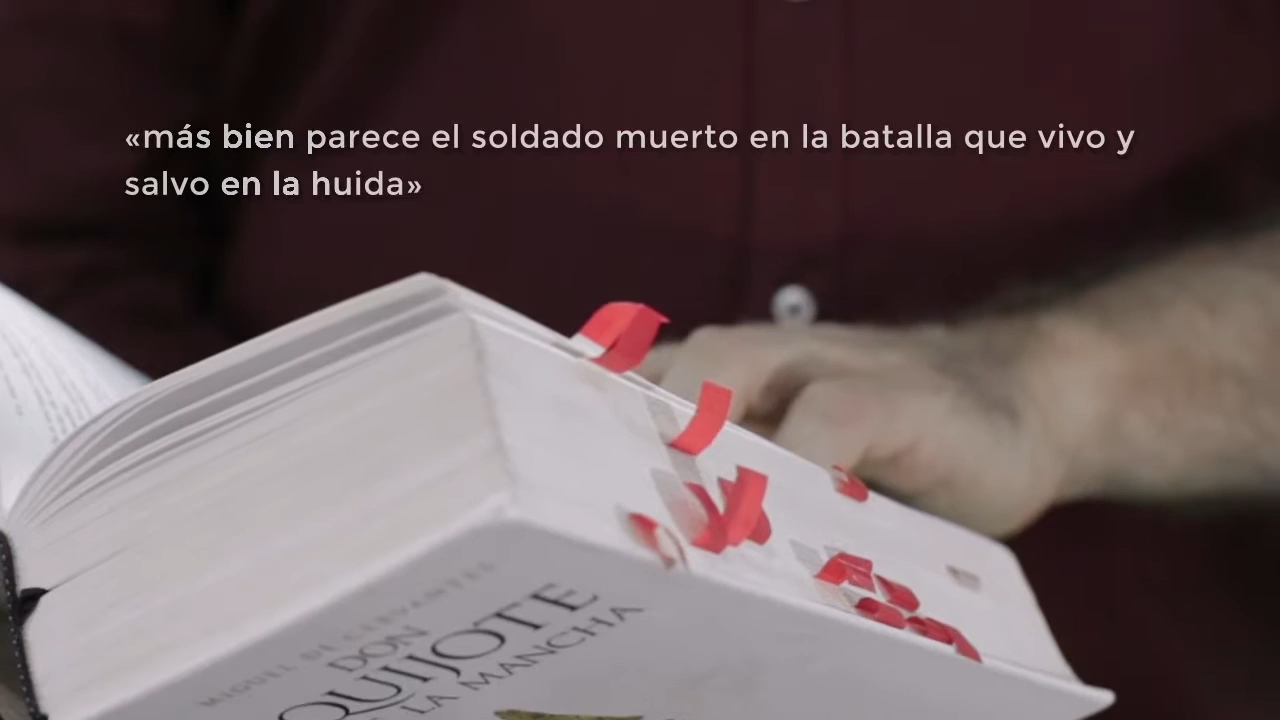 «más bien parece el soldado muerto en la batalla que vivo y
salvo en la huida»
MIGUEL DE CERVANTES
DON
QUIJOTE
LA MANCHA